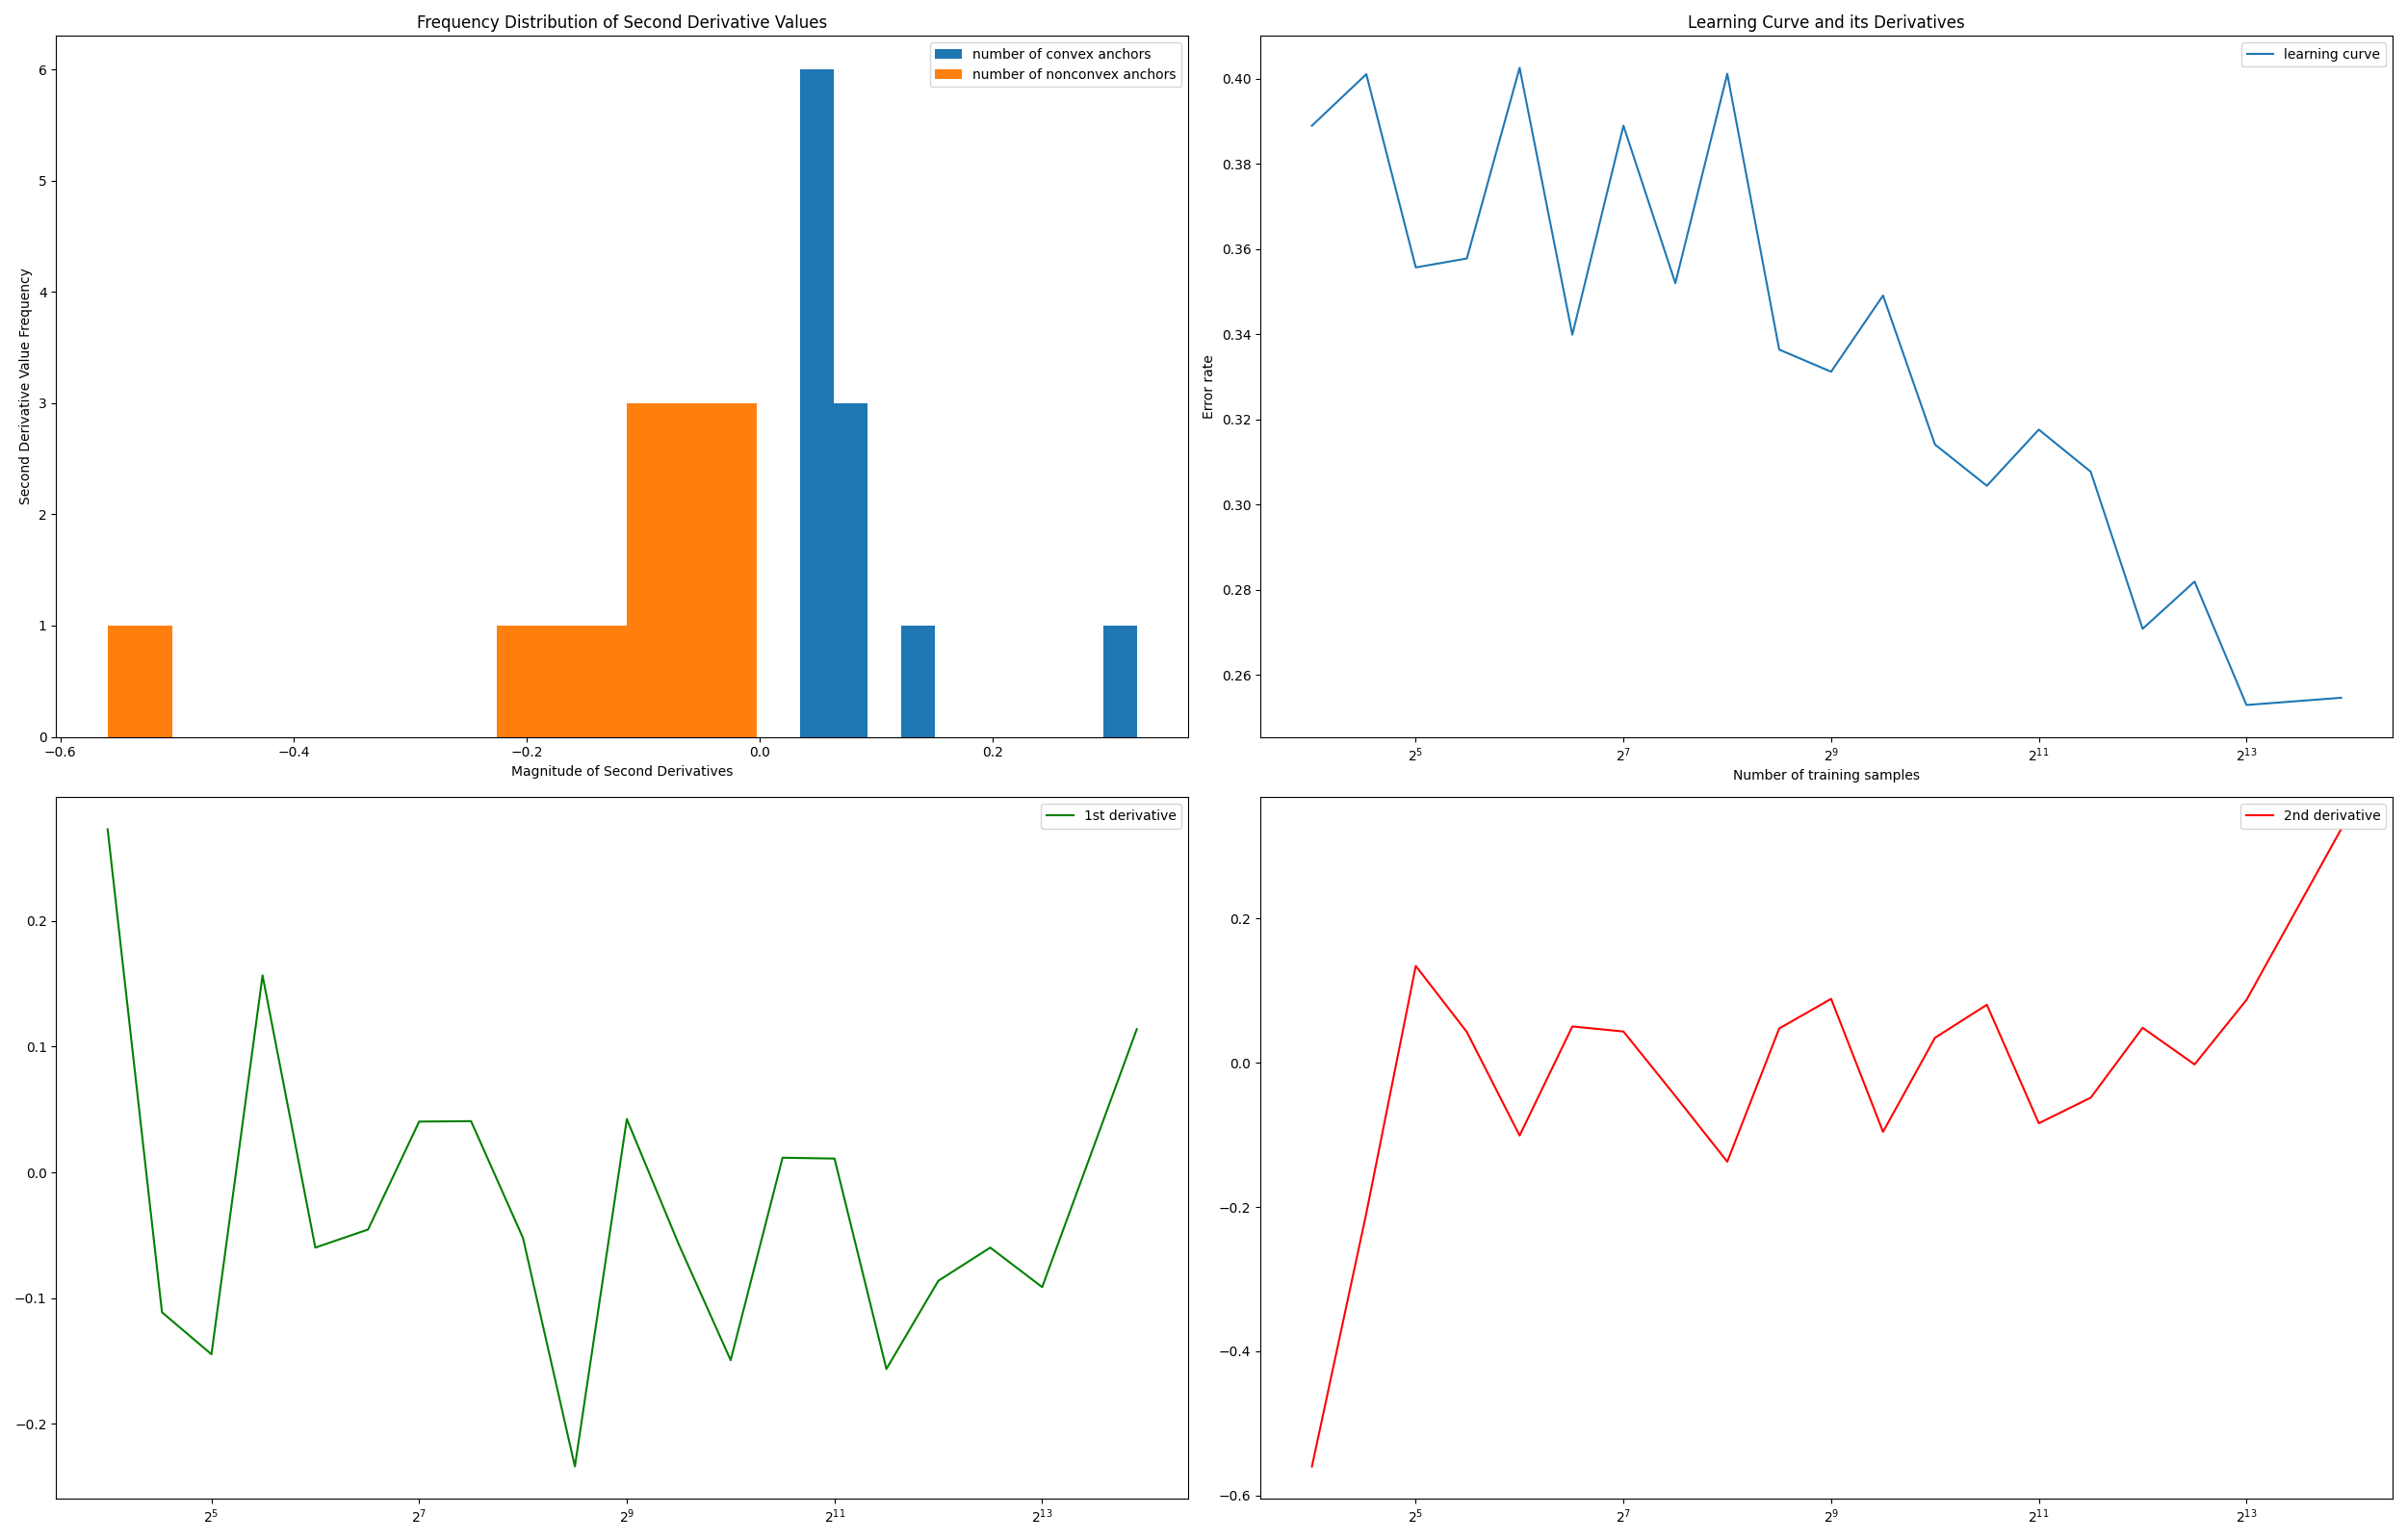 Frequency Distribution of Second Derivative Values
number of convex anchors
number of nonconvex anchors
Second Derivative Value Frequency
6
5
4
3
2
1
0
−0.6 −0.4 −0.2 0.0 0.2
Magnitude of Second Derivatives
Learning Curve and its Derivatives
learning curve
Error rate
0.40
0.38
0.36
0.34
0.32
0.30
0.28
0.26
2^5 2^7 2^9 2^11 2^13
Number of training samples
1st derivative
0.2
0.1
0.0
−0.1
−0.2
2^5 2^7 2^9 2^11 2^13
2nd derivative
0.2
0.0
−0.2
−0.4
−0.6
2^5 2^7 2^9 2^11 2^13